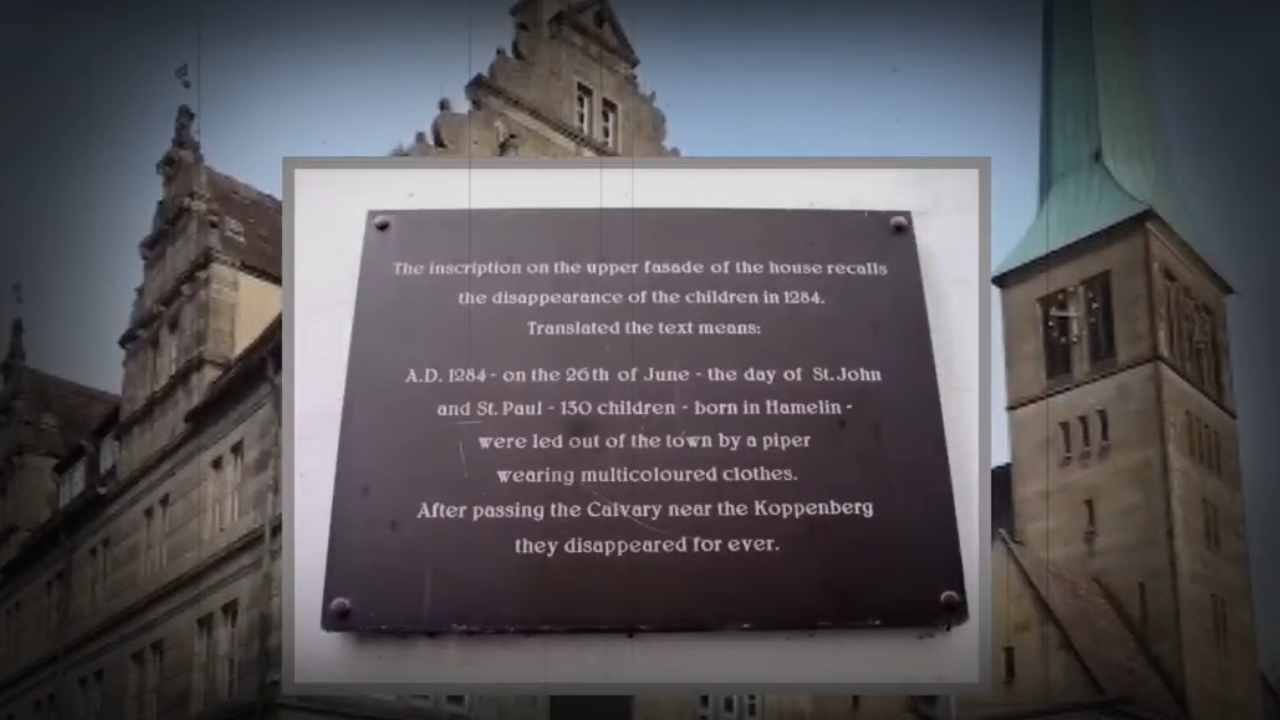 The inscription on the upper fasade of the house recalls
the disappearance of the children in 1284.
Translated the text means:
A.D. 1284 - on the 26th of June - the day of St. John
and St. Paul - 130 children - born in Hamelin -
were led out of the town by a piper
wearing multicoloured clothes.
After passing the Calvary near the Koppenberg
they disappeared for ever.